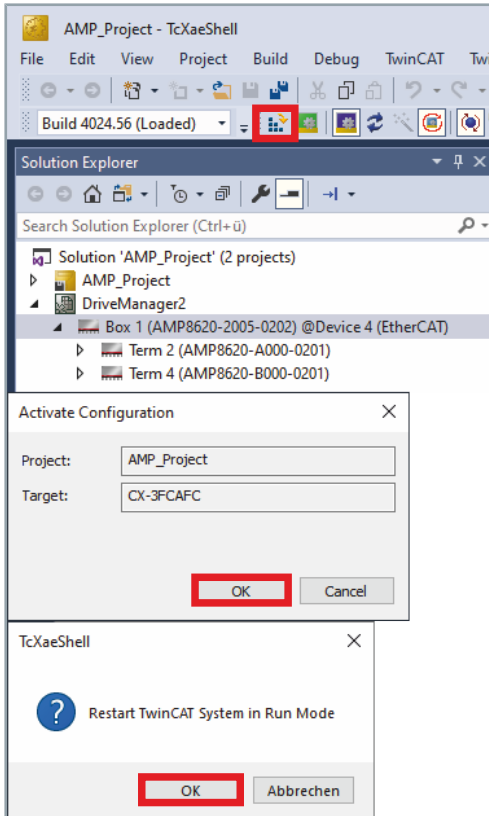 AMP_Project - TcXaeShell
File Edit View Project Build Debug TwinCAT
Build 4024.56 (Loaded)
Solution Explorer
Search Solution Explorer (Ctrl+ü)
Solution 'AMP_Project' (2 projects)
AMP_Project
DriveManager2
Box 1 (AMP8620-2005-0202) @Device 4 (EtherCAT)
Term 2 (AMP8620-A000-0201)
Term 4 (AMP8620-B000-0201)
Activate Configuration
Project: AMP_Project
Target: CX-3FCAFC
OK Cancel
TcXaeShell
Restart TwinCAT System in Run Mode
OK Abbrechen